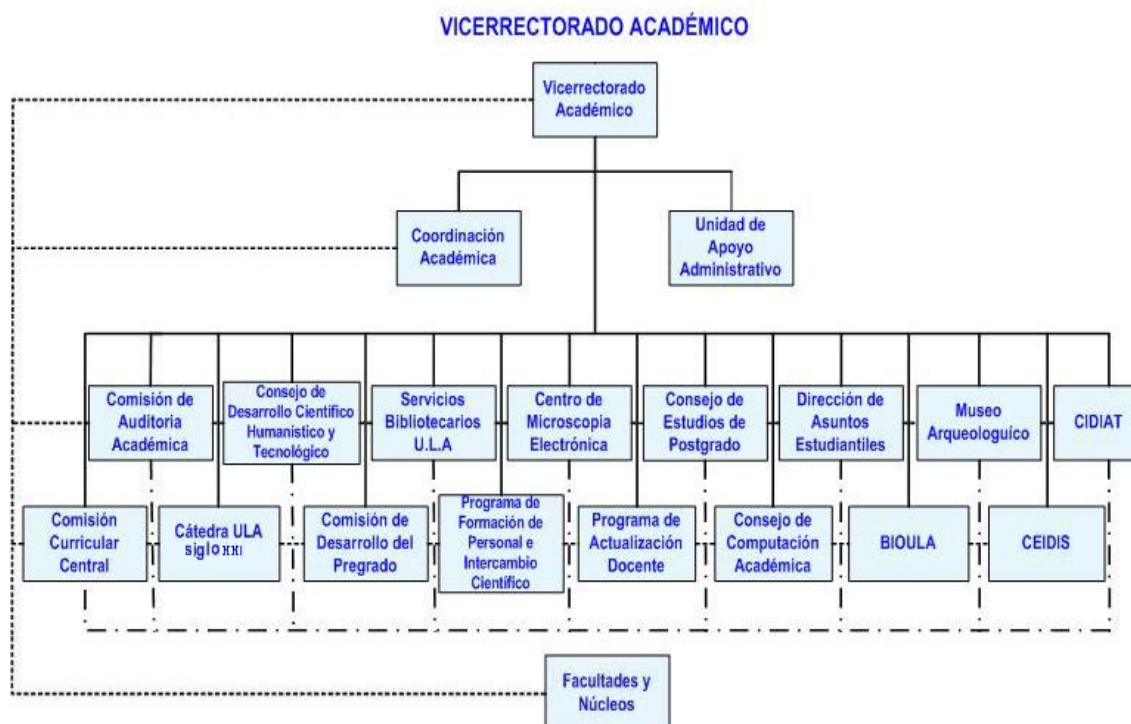 VICERRECTORADO ACADÉMICO
Vicerrectorado
Académico
Coordinación
Académica
Unidad de
Apoyo
Administrativo
Comisión de
Auditoria
Académica
Consejo de
Desarrollo Científico
Humanístico y
Tecnológico
Servicios
Bibliotecarios
U.L.A
Centro de
Microscopia
Electrónica
Consejo de
Estudios de
Postgrado
Dirección de
Asuntos
Estudiantiles
Museo
Arqueologuíco
CIDIAT
Comisión
Curricular
Central
Cátedra ULA
siglo XXI
Comisión de
Desarrollo del
Pregrado
Programa de
Formación de
Personal e
Intercambio
Científico
Programa de
Actualización
Docente
Consejo de
Computación
Académica
BIOULA
CEIDIS
Facultades y
Núcleos